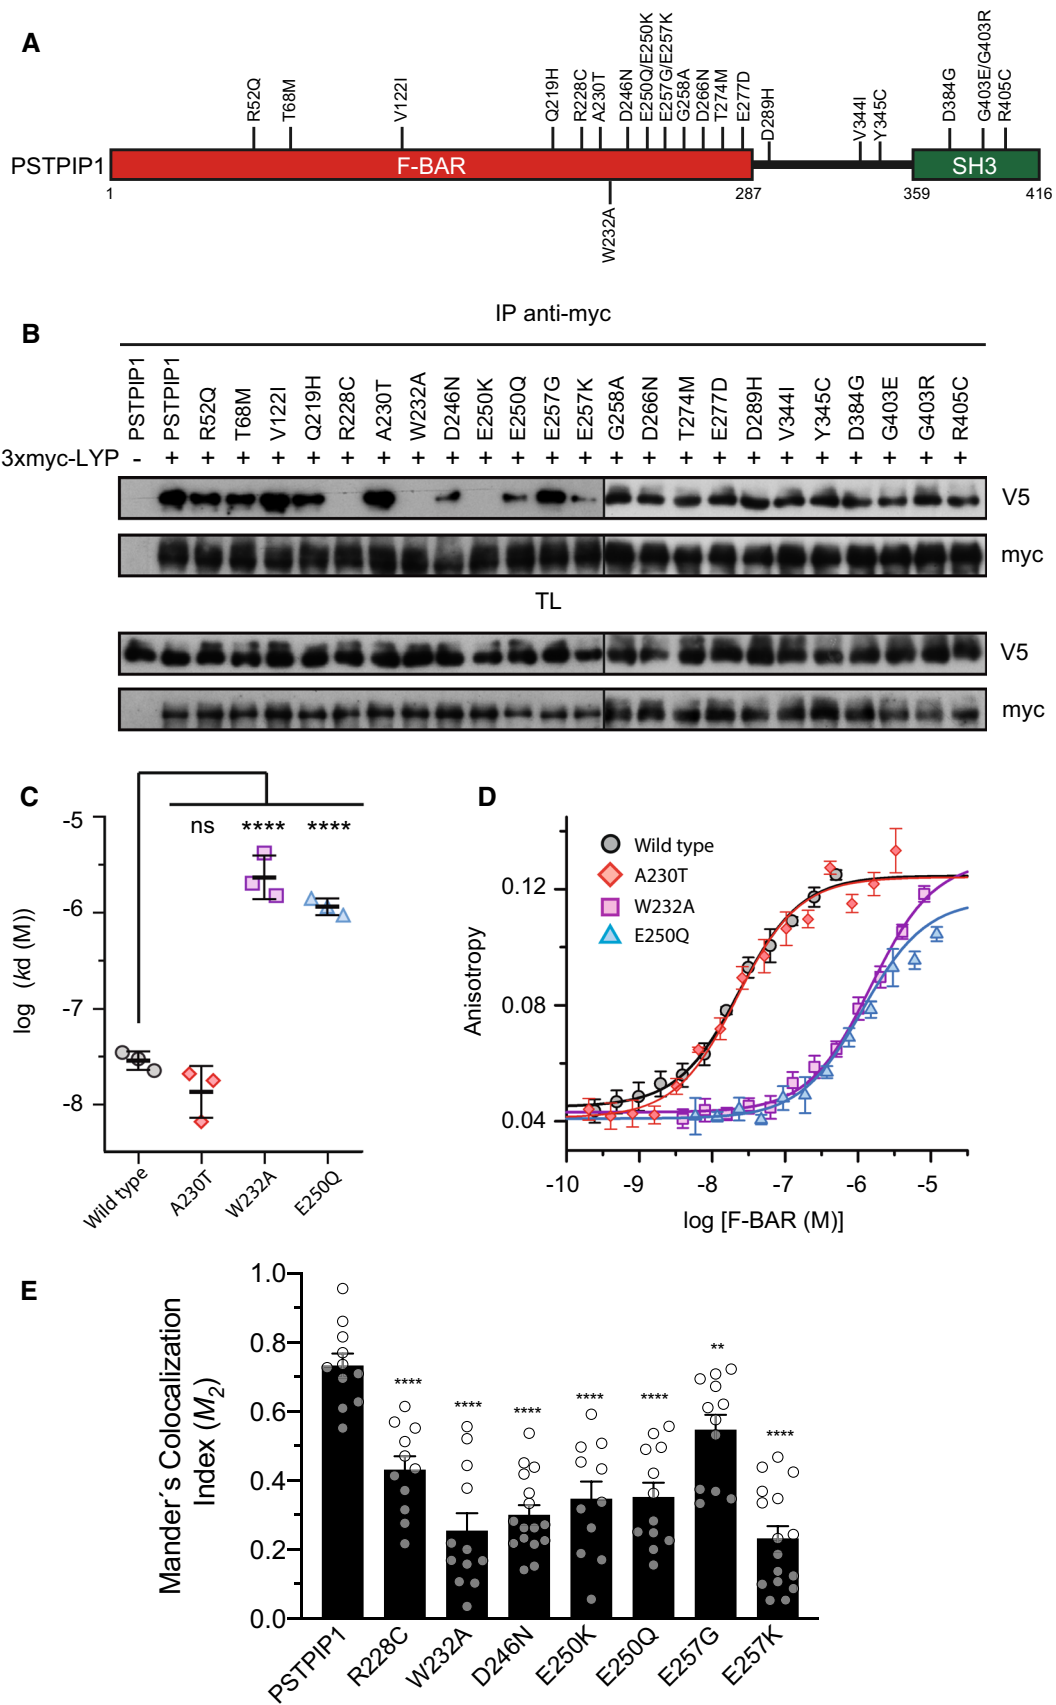 A
R52Q
T68M
V122I
Q219H
R228C
A230T
D246N
E250Q/E250K
E257G/E257K
G258A
D266N
T274M
E277D
D289H
V344I
Y345C
D384G
G403E/G403R
R405C
PSTPIP1
F-BAR
SH3
1
287
359
416
W232A
IP anti-myc
B
PSTPIP1
PSTPIP1
R52Q
T68M
V122I
Q219H
R228C
A230T
W232A
D246N
E250K
E250Q
E257G
E257K
G258A
D266N
T274M
E277D
D289H
V344I
Y345C
D384G
G403E
G403R
R405C
3xmyc-LYP - + + + + + + + + + + + + + + + + + + + + + + + +
V5
myc
TL
V5
myc
C
log (kd (M))
-5
-6
-7
-8
ns **** ****
Wild type
A230T
W232A
E250Q
D
Anisotropy
0.12
0.08
0.04
Wild type
A230T
W232A
E250Q
-10 -9 -8 -7 -6 -5
log [F-BAR (M)]
E
Mander´s Colocalization
Index (M2)
1.0
0.8
0.6
0.4
0.2
0.0
****
****
****
****
****
**
****
PSTPIP1
R228C
W232A
D246N
E250K
E250Q
E257G
E257K